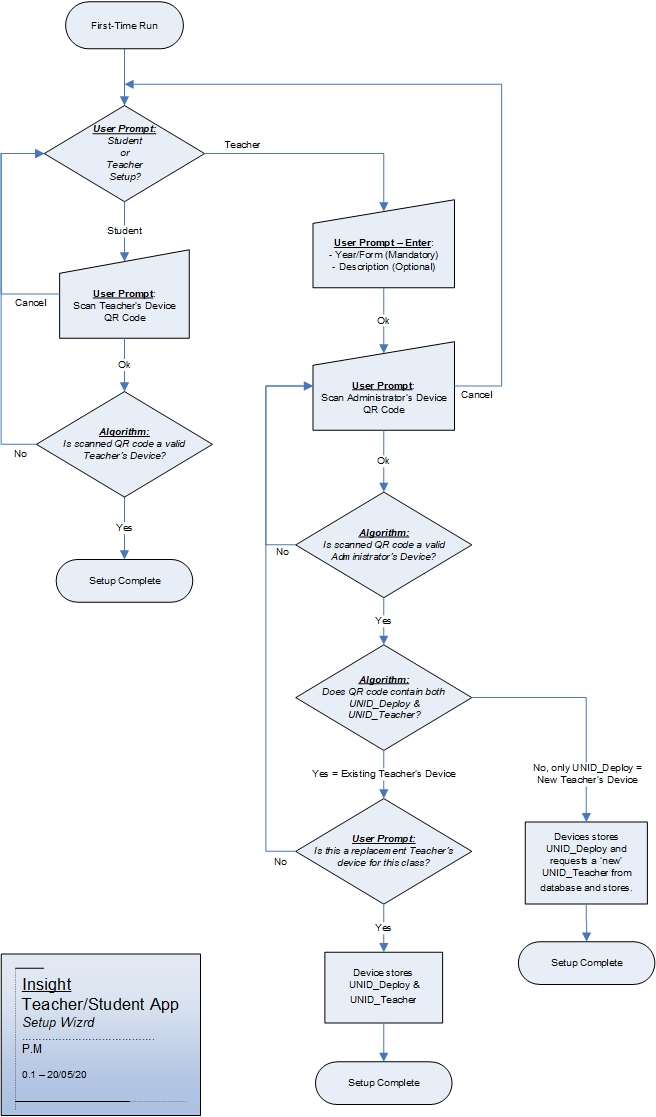 First-Time Run
User Prompt:
Student
or
Teacher
Setup?
Teacher
Student
User Prompt:
Scan Teacher's Device
QR Code
Cancel
Ok
Algorithm:
Is scanned QR code a valid
Teacher's Device?
No
Yes
Setup Complete
User Prompt – Enter:
- Year/Form (Mandatory)
- Description (Optional)
Ok
User Prompt:
Scan Administrator's Device
QR Code
Cancel
Ok
Algorithm:
Is scanned QR code a valid
Administrator's Device?
No
Yes
Algorithm:
Does QR code contain both
UNID_Deploy &
UNID_Teacher?
Yes = Existing Teacher's Device
No, only UNID_Deploy =
New Teacher's Device
User Prompt:
Is this a replacement Teacher's
device for this class?
No
Yes
Devices stores
UNID_Deploy and
requests a 'new'
UNID_Teacher from
database and stores.
Setup Complete
Device stores
UNID_Deploy &
UNID_Teacher
Setup Complete
Insight
Teacher/Student App
Setup Wizrd
P.M
0.1 – 20/05/20